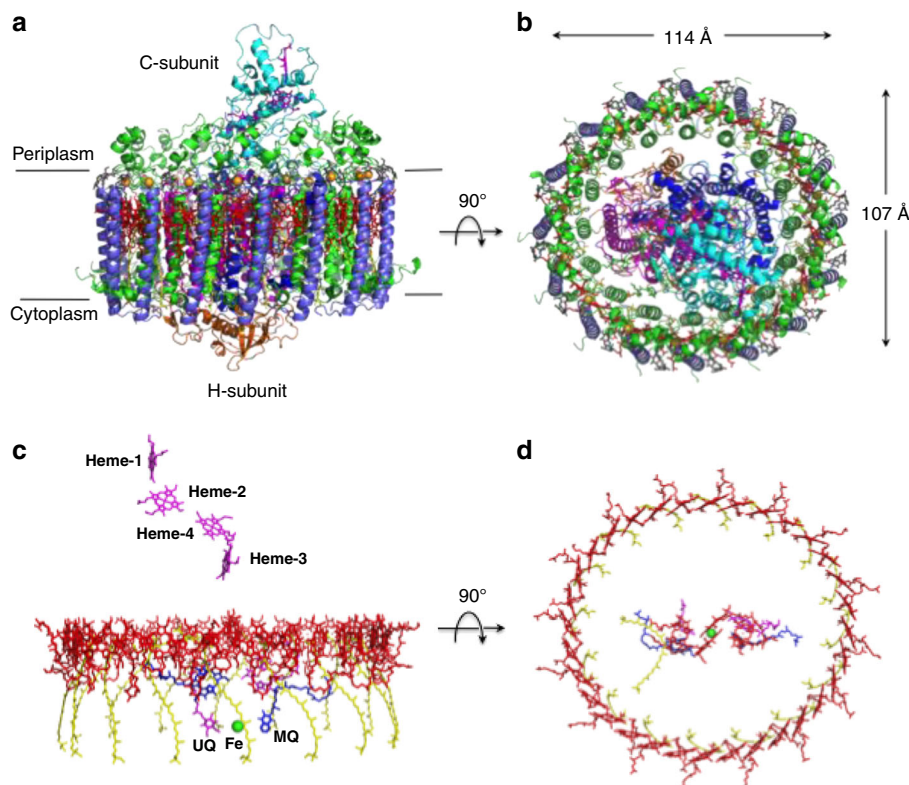 a
C-subunit
Periplasm
Cytoplasm
H-subunit
90°
b
114 Å
107 Å
c
Heme-1
Heme-2
Heme-4
Heme-3
UQ
Fe
MQ
90°
d